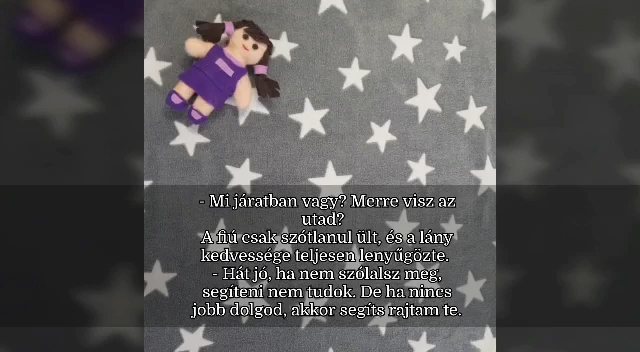 - Mi járatban vagy? Merre visz az
utad?
A fiú csak szótlanul ült, és a lány
kedvessége teljesen lenyűgözte.
- Hát jó, ha nem szólalsz meg,
segíteni nem tudok. De ha nincs
jobb dolgod, akkor segíts rajtam te.